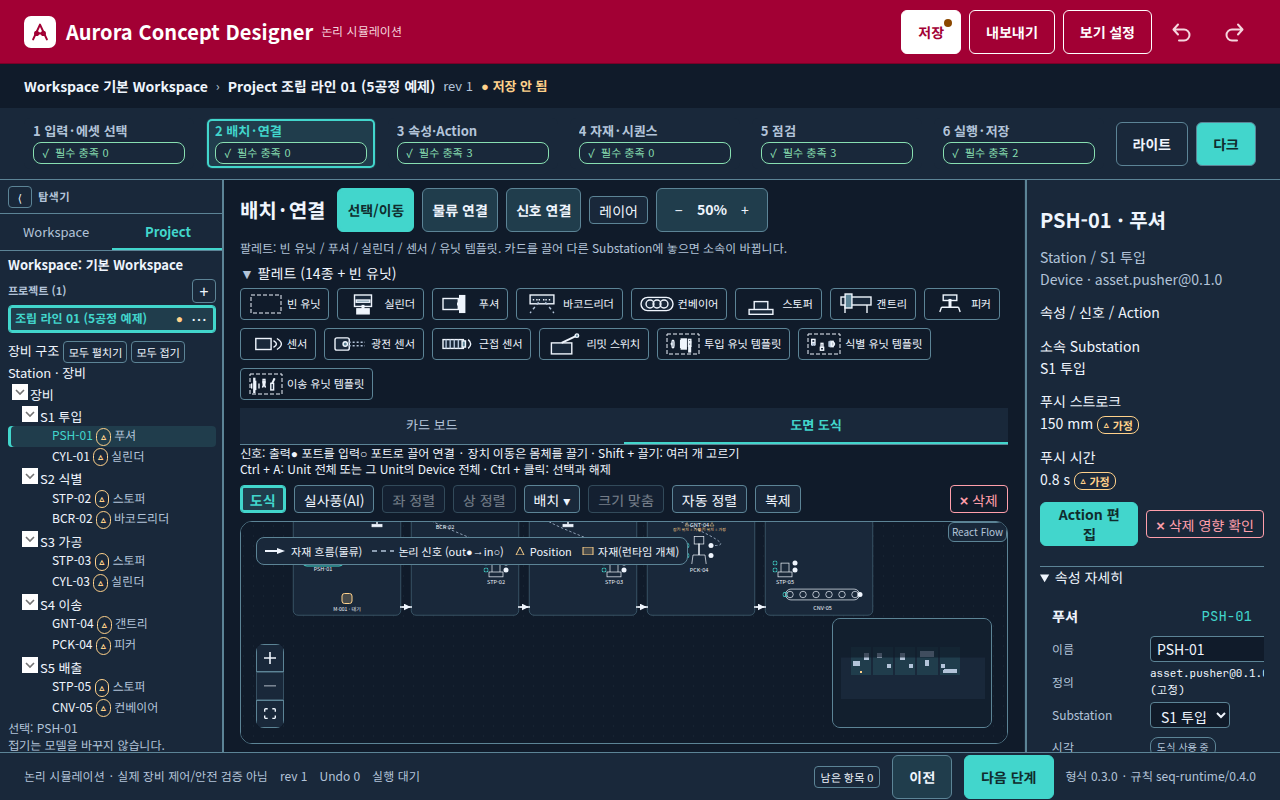 Aurora Concept Designer 논리 시뮬레이션
저장 내보내기 보기 설정
Workspace 기본 Workspace › Project 조립 라인 01 (5공정 예제) rev 1 ● 저장 안 됨
1 입력·에셋 선택 2 배치·연결 3 속성·Action 4 자재·시퀀스 5 점검 6 실행·저장
✓ 필수 충족 0 ✓ 필수 충족 0 ✓ 필수 충족 3 ✓ 필수 충족 0 ✓ 필수 충족 3 ✓ 필수 충족 2
라이트 다크
⟨ 탐색기
Workspace Project
Workspace: 기본 Workspace
프로젝트 (1) +
조립 라인 01 (5공정 예제) ● ···
장비 구조 모두 펼치기 모두 접기
Station · 장비
장비
S1 투입
PSH-01 △ 푸셔
CYL-01 △ 실린더
S2 식별
STP-02 △ 스토퍼
BCR-02 △ 바코드리더
S3 가공
STP-03 △ 스토퍼
CYL-03 △ 실린더
S4 이송
GNT-04 △ 갠트리
PCK-04 △ 피커
S5 배출
STP-05 △ 스토퍼
CNV-05 △ 컨베이어
선택: PSH-01
접기는 모델을 바꾸지 않습니다.
배치·연결 선택/이동 물류 연결 신호 연결 레이어 − 50% +
팔레트: 빈 유닛 / 푸셔 / 실린더 / 센서 / 유닛 템플릿. 카드를 끌어 다른 Substation에 놓으면 소속이 바뀝니다.
▼ 팔레트 (14종 + 빈 유닛)
빈 유닛 실린더 푸셔 바코드리더 컨베이어 스토퍼 갠트리 피커
센서 광전 센서 근접 센서 리밋 스위치 투입 유닛 템플릿 식별 유닛 템플릿
이송 유닛 템플릿
카드 보드 도면 도식
신호: 출력● 포트를 입력○ 포트로 끌어 연결 · 장치 이동은 몸체를 끌기 · Shift + 끌기: 여러 개 고르기
Ctrl + A: Unit 전체 또는 그 Unit의 Device 전체 · Ctrl + 클릭: 선택과 해제
도식 실사풍(AI) 좌 정렬 상 정렬 배치 ▾ 크기 맞춤 자동 정렬 복제 × 삭제
BCR-02 GNT-04 React Flow
자재 흐름(물류) 논리 신호 (out●→in○) Position 자재(런타임 개체)
PSH-01 STP-02 STP-03 PCK-04 STP-05
M-001 · 대기 CNV-05
PSH-01 · 푸셔
Station / S1 투입
Device · asset.pusher@0.1.0
속성 / 신호 / Action
소속 Substation
S1 투입
푸시 스트로크
150 mm △ 가정
푸시 시간
0.8 s △ 가정
Action 편집 × 삭제 영향 확인
▼ 속성 자세히
푸셔 PSH-01
이름 PSH-01
정의 asset.pusher@0.1.0
(고정)
Substation S1 투입
시각 도식 사용 중
논리 시뮬레이션 · 실제 장비 제어/안전 검증 아님 rev 1 Undo 0 실행 대기
남은 항목 0 이전 다음 단계 형식 0.3.0 · 규칙 seq-runtime/0.4.0